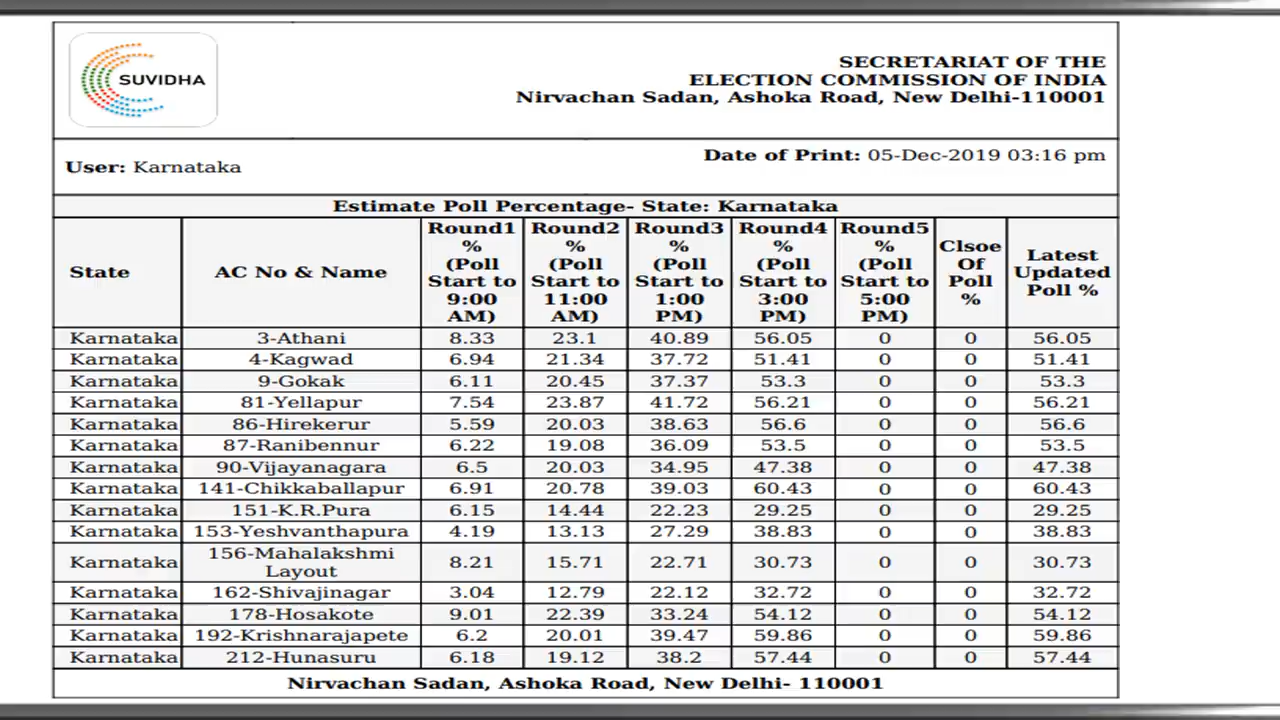 SUVIDHA
SECRETARIAT OF THE
ELECTION COMMISSION OF INDIA
Nirvachan Sadan, Ashoka Road, New Delhi-110001
User: Karnataka
Date of Print: 05-Dec-2019 03:16 pm
Estimate Poll Percentage- State: Karnataka
State AC No & Name Round1 % (Poll Start to 9:00 AM) Round2 % (Poll Start to 11:00 AM) Round3 % (Poll Start to 1:00 PM) Round4 % (Poll Start to 3:00 PM) Round5 % (Poll Start to 5:00 PM) Clsoe Of Poll % Latest Updated Poll %
Karnataka 3-Athani 8.33 23.1 40.89 56.05 0 0 56.05
Karnataka 4-Kagwad 6.94 21.34 37.72 51.41 0 0 51.41
Karnataka 9-Gokak 6.11 20.45 37.37 53.3 0 0 53.3
Karnataka 81-Yellapur 7.54 23.87 41.72 56.21 0 0 56.21
Karnataka 86-Hirekerur 5.59 20.03 38.63 56.6 0 0 56.6
Karnataka 87-Ranibennur 6.22 19.08 36.09 53.5 0 0 53.5
Karnataka 90-Vijayanagara 6.5 20.03 34.95 47.38 0 0 47.38
Karnataka 141-Chikkaballapur 6.91 20.78 39.03 60.43 0 0 60.43
Karnataka 151-K.R.Pura 6.15 14.44 22.23 29.25 0 0 29.25
Karnataka 153-Yeshvanthapura 4.19 13.13 27.29 38.83 0 0 38.83
Karnataka 156-Mahalakshmi Layout 8.21 15.71 22.71 30.73 0 0 30.73
Karnataka 162-Shivajinagar 3.04 12.79 22.12 32.72 0 0 32.72
Karnataka 178-Hosakote 9.01 22.39 33.24 54.12 0 0 54.12
Karnataka 192-Krishnarajapete 6.2 20.01 39.47 59.86 0 0 59.86
Karnataka 212-Hunasuru 6.18 19.12 38.2 57.44 0 0 57.44
Nirvachan Sadan, Ashoka Road, New Delhi- 110001